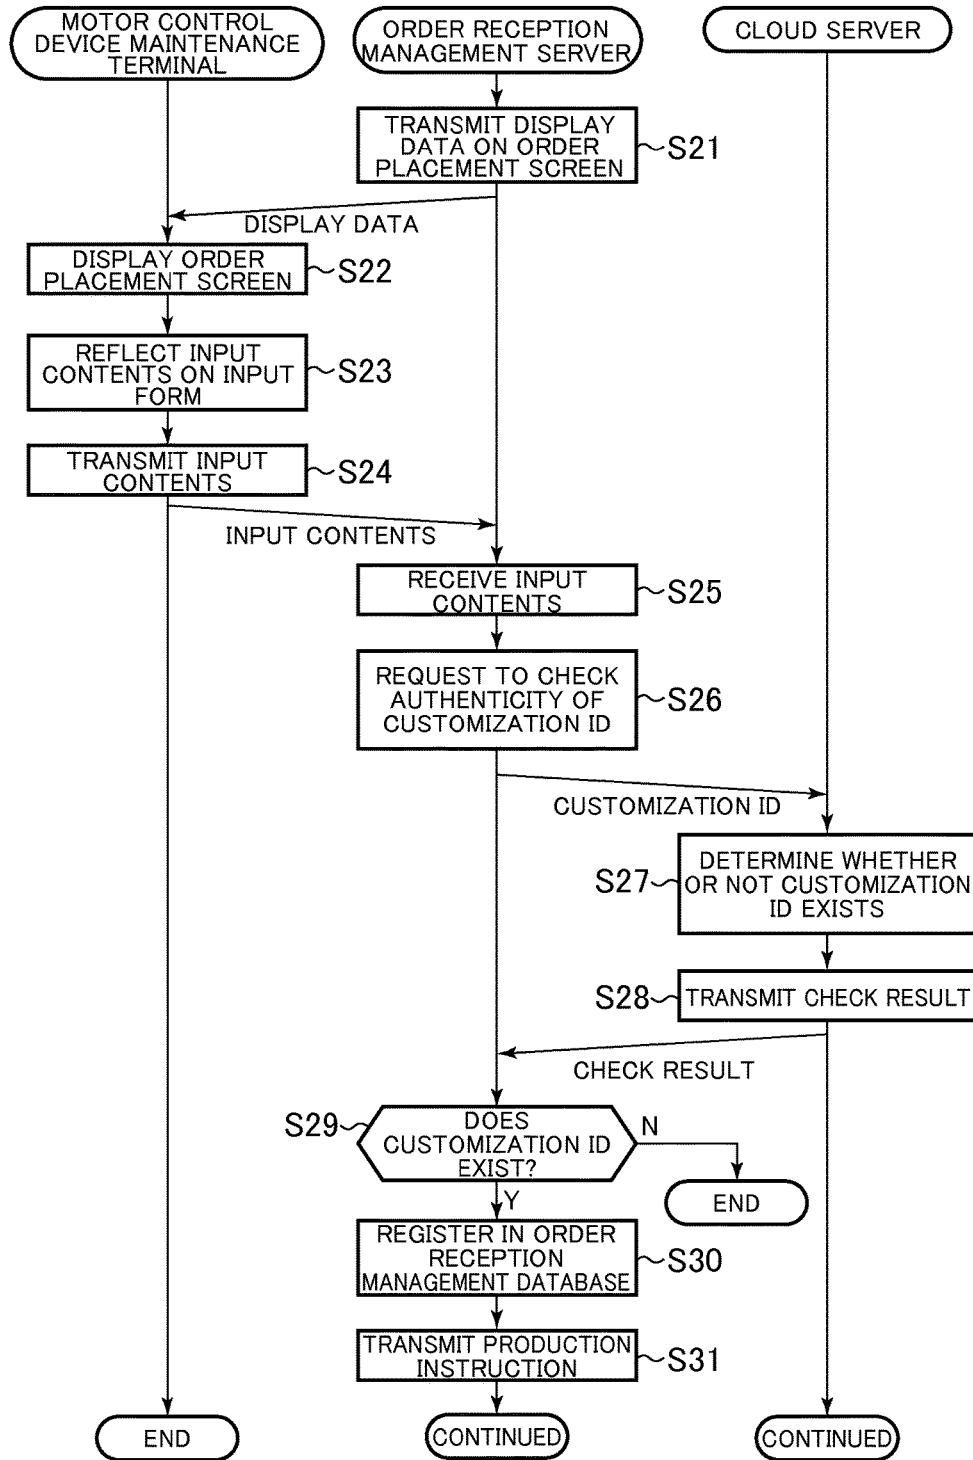 MOTOR CONTROL
DEVICE MAINTENANCE
TERMINAL
ORDER RECEPTION
MANAGEMENT SERVER
CLOUD SERVER
TRANSMIT DISPLAY
DATA ON ORDER
PLACEMENT SCREEN
S21
DISPLAY DATA
DISPLAY ORDER
PLACEMENT SCREEN
S22
REFLECT INPUT
CONTENTS ON INPUT
FORM
S23
TRANSMIT INPUT
CONTENTS
S24
INPUT CONTENTS
RECEIVE INPUT
CONTENTS
S25
REQUEST TO CHECK
AUTHENTICITY OF
CUSTOMIZATION ID
S26
CUSTOMIZATION ID
S27
DETERMINE WHETHER
OR NOT CUSTOMIZATION
ID EXISTS
S28
TRANSMIT CHECK RESULT
CHECK RESULT
S29
DOES
CUSTOMIZATION ID
EXIST?
N
END
Y
REGISTER IN ORDER
RECEPTION
MANAGEMENT DATABASE
S30
TRANSMIT PRODUCTION
INSTRUCTION
S31
END
CONTINUED
CONTINUED